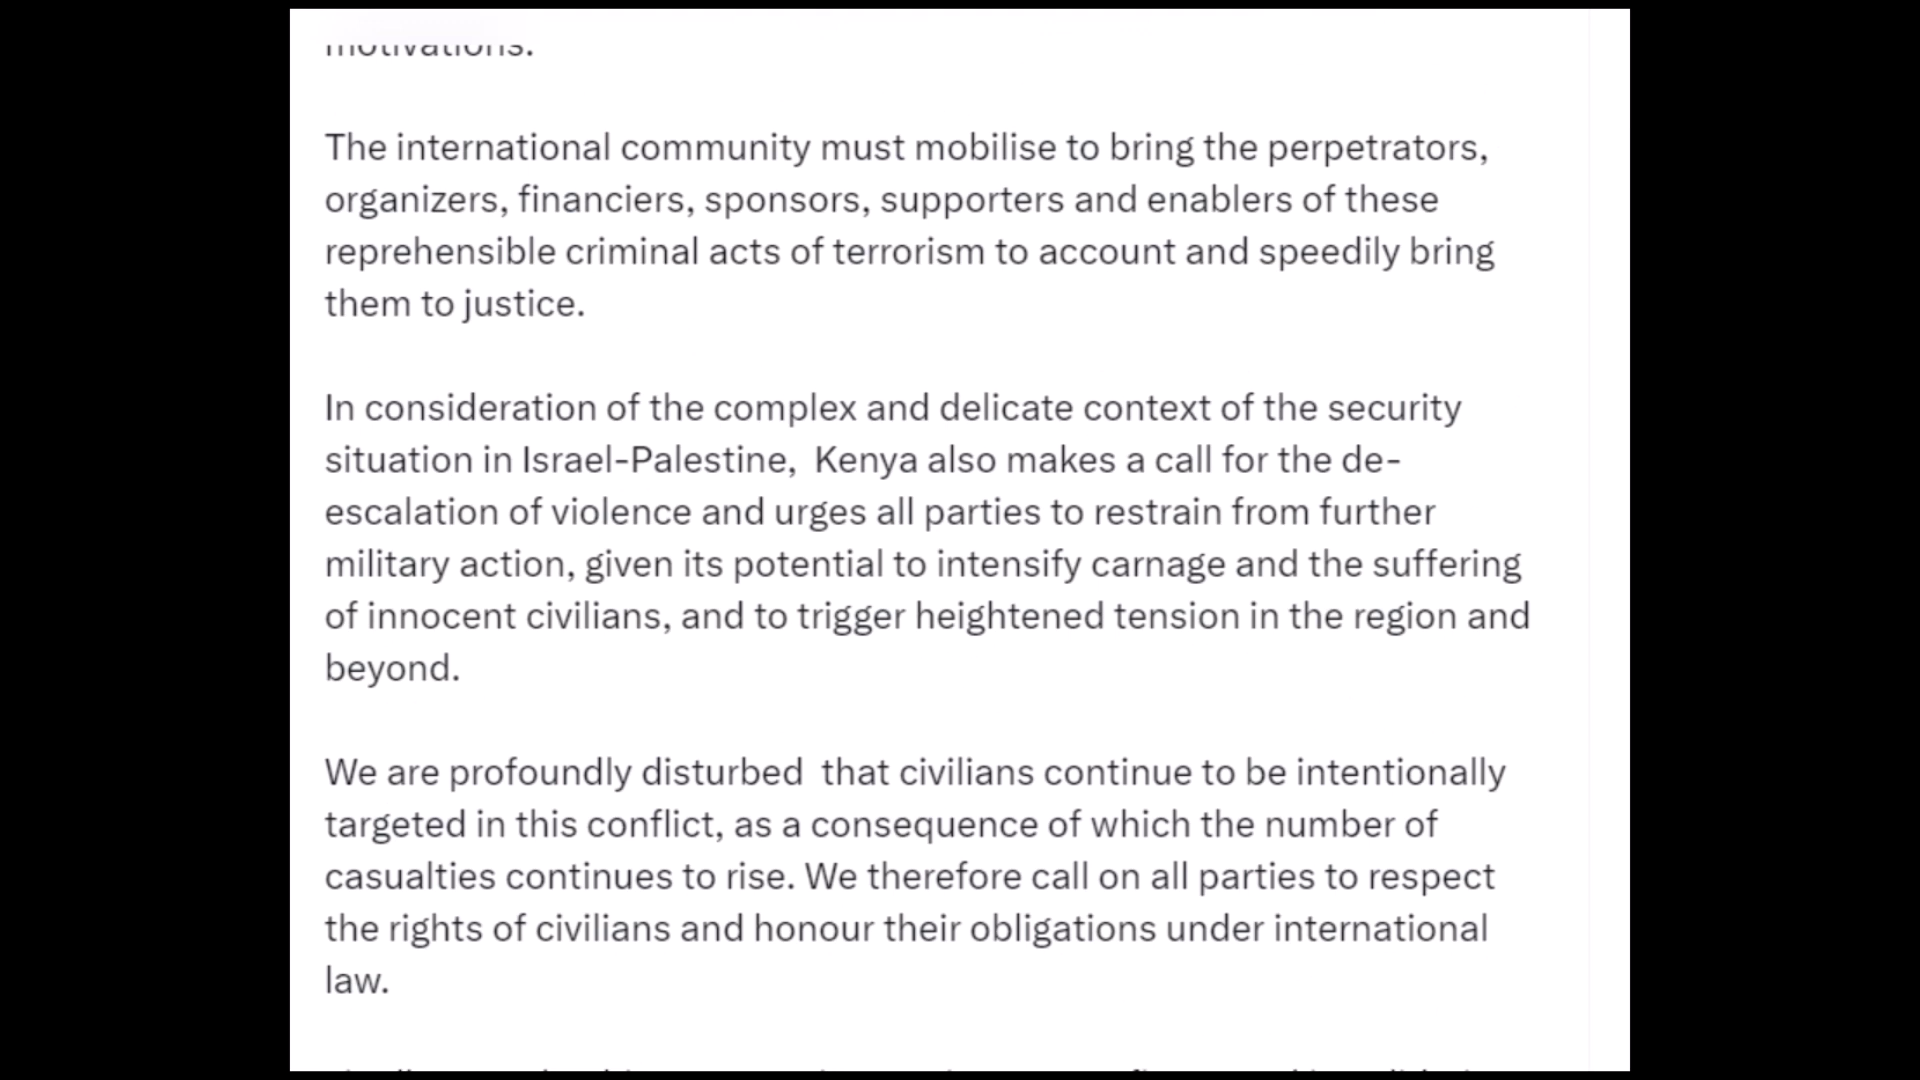 motivations.
The international community must mobilise to bring the perpetrators,
organizers, financiers, sponsors, supporters and enablers of these
reprehensible criminal acts of terrorism to account and speedily bring
them to justice.
In consideration of the complex and delicate context of the security
situation in Israel-Palestine,  Kenya also makes a call for the de-
escalation of violence and urges all parties to restrain from further
military action, given its potential to intensify carnage and the suffering
of innocent civilians, and to trigger heightened tension in the region and
beyond.
We are profoundly disturbed  that civilians continue to be intentionally
targeted in this conflict, as a consequence of which the number of
casualties continues to rise. We therefore call on all parties to respect
the rights of civilians and honour their obligations under international
law.